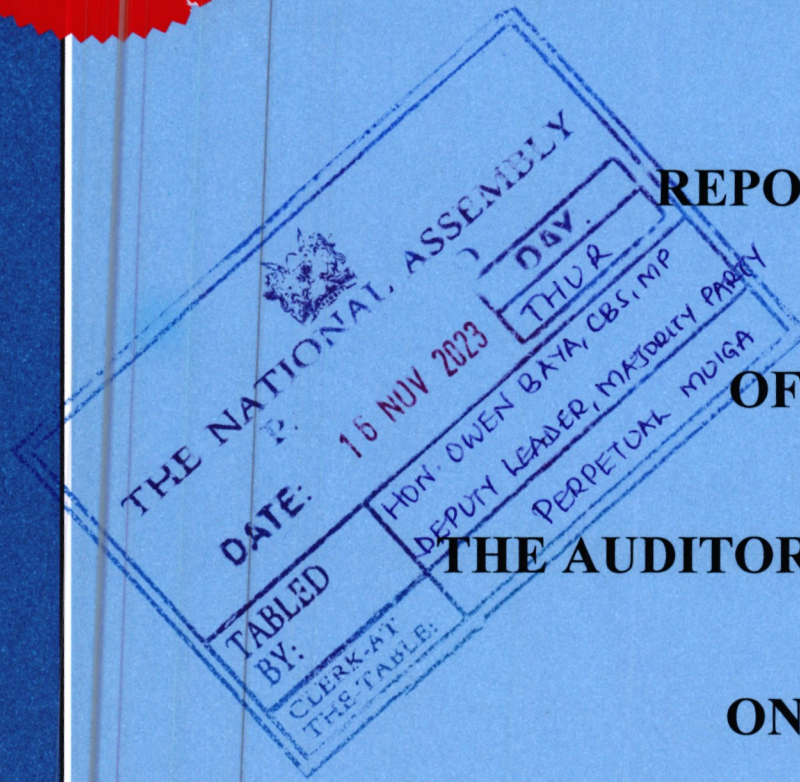 THE NATIONAL ASSEMBLY
P.
DATE: 16 NOV 2023
DAY.
THUR
TABLED
BY:
HON. OWEN BAYA, CBS, MP
DEPUTY LEADER, MAJORITY PARTY
CLERK-AT
THE-TABLE:
PERPETUAL MUIGA
REPO
OF
THE AUDITOR
ON